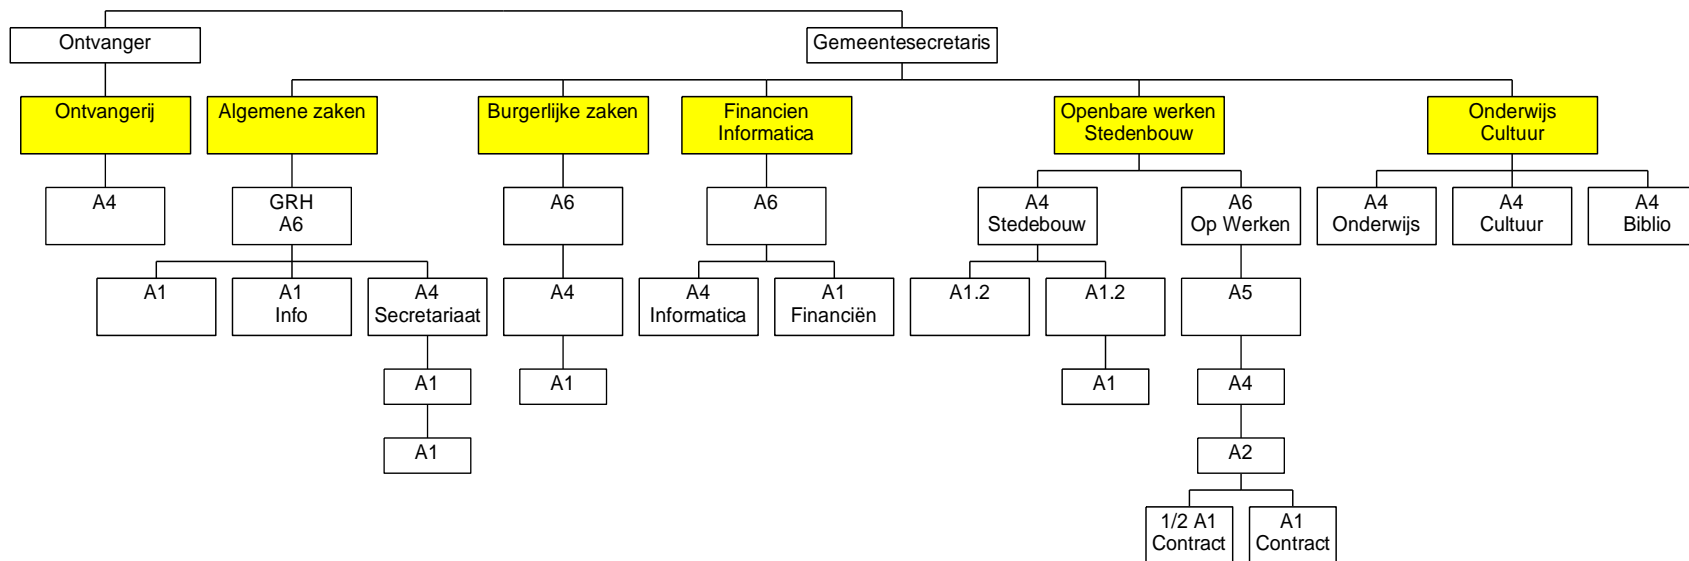 Ontvanger
Gemeentesecretaris
Ontvangerij
Algemene zaken
Burgerlijke zaken
Financien
Informatica
Openbare werken
Stedenbouw
Onderwijs
Cultuur
A4
GRH
A6
A6
A6
A4
Stedebouw
A6
Op Werken
A4
Onderwijs
A4
Cultuur
A4
Biblio
A1
A1
Info
A4
Secretariaat
A4
A4
Informatica
A1
Financiën
A1.2
A1.2
A5
A1
A1
A1
A4
A1
A2
1/2 A1
Contract
A1
Contract